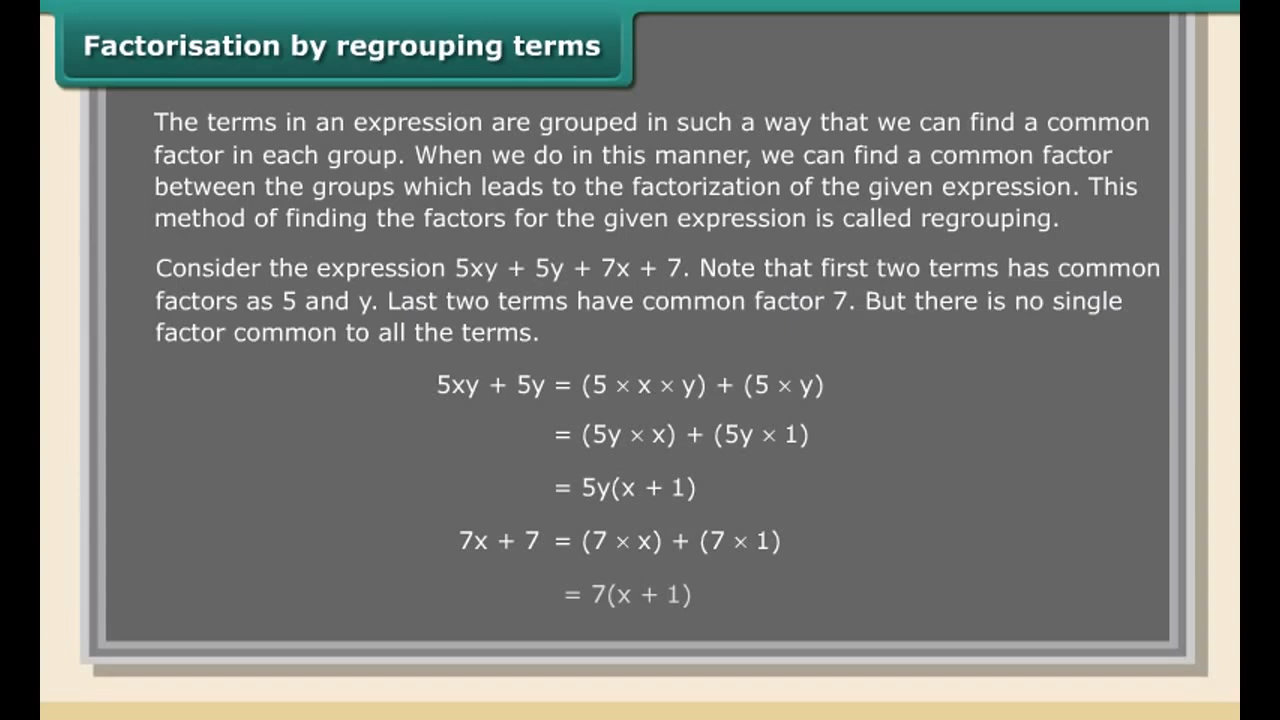 Factorisation by regrouping terms
The terms in an expression are grouped in such a way that we can find a common
factor in each group. When we do in this manner, we can find a common factor
between the groups which leads to the factorization of the given expression. This
method of finding the factors for the given expression is called regrouping.
Consider the expression 5xy + 5y + 7x + 7. Note that first two terms has common
factors as 5 and y. Last two terms have common factor 7. But there is no single
factor common to all the terms.
5xy + 5y = (5 × x × y) + (5 × y)
= (5y × x) + (5y × 1)
= 5y(x + 1)
7x + 7 = (7 × x) + (7 × 1)
= 7(x + 1)